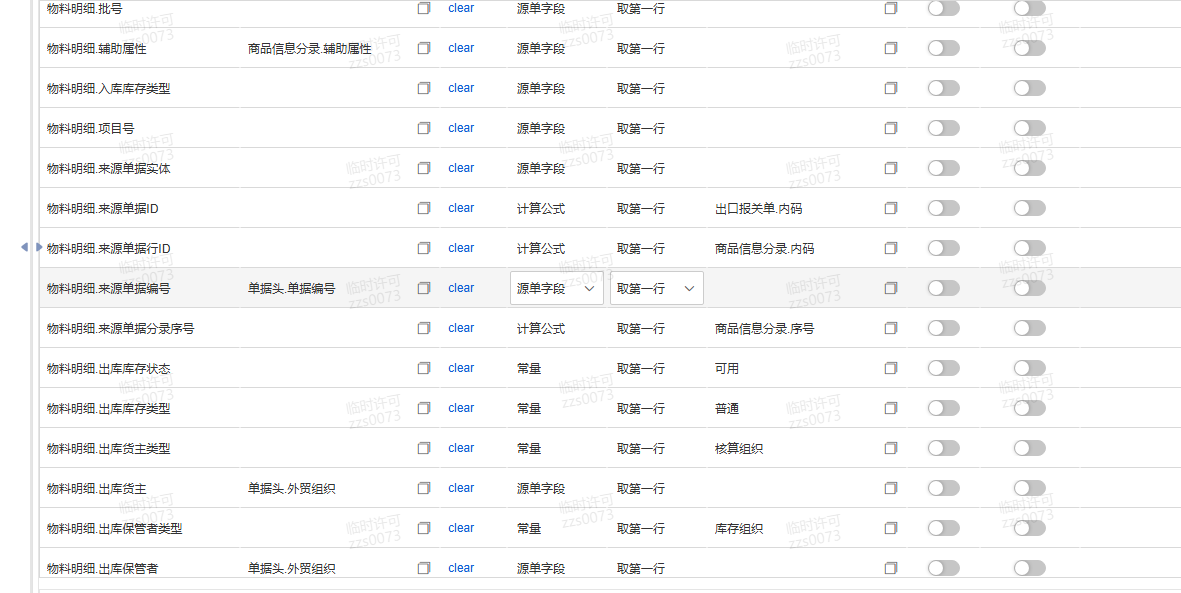 物料明细.批号 clear 源单字段 取第一行
物料明细.辅助属性 商品信息分录.辅助属性 clear 源单字段 取第一行
物料明细.入库库存类型 clear 源单字段 取第一行
物料明细.项目号 clear 源单字段 取第一行
物料明细.来源单据实体 clear 源单字段 取第一行
物料明细.来源单据ID clear 计算公式 取第一行 出口报关单.内码
物料明细.来源单据行ID clear 计算公式 取第一行 商品信息分录.内码
物料明细.来源单据编号 单据头.单据编号 clear 源单字段 取第一行
物料明细.来源单据分录序号 clear 计算公式 取第一行 商品信息分录.序号
物料明细.出库库存状态 clear 常量 取第一行 可用
物料明细.出库库存类型 clear 常量 取第一行 普通
物料明细.出库货主类型 clear 常量 取第一行 核算组织
物料明细.出库货主 单据头.外贸组织 clear 源单字段 取第一行
物料明细.出库保管者类型 clear 常量 取第一行 库存组织
物料明细.出库保管者 单据头.外贸组织 clear 源单字段 取第一行
临时许可
zzs0073